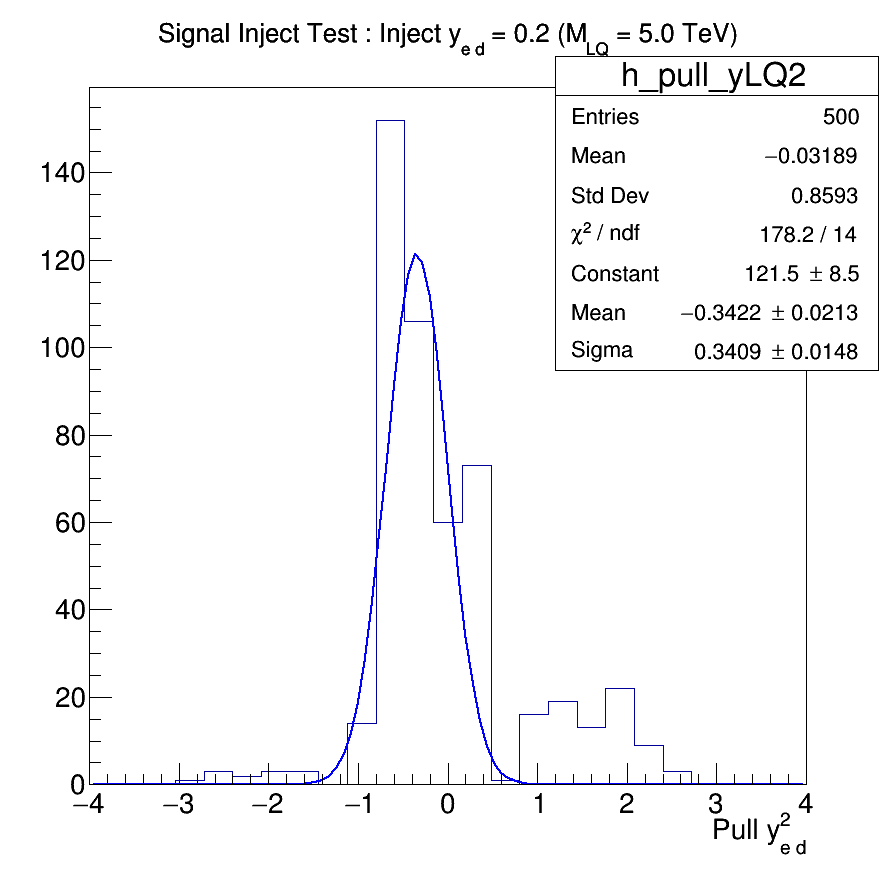 Signal Inject Test : Inject y_{e d} = 0.2 (M_{LQ} = 5.0 TeV)
h_pull_yLQ2
Entries 500
Mean −0.03189
Std Dev 0.8593
χ² / ndf 178.2 / 14
Constant 121.5 ± 8.5
Mean −0.3422 ± 0.0213
Sigma 0.3409 ± 0.0148
140
120
100
80
60
40
20
0
−4 −3 −2 −1 0 1 2 3 4
Pull y²_{e d}